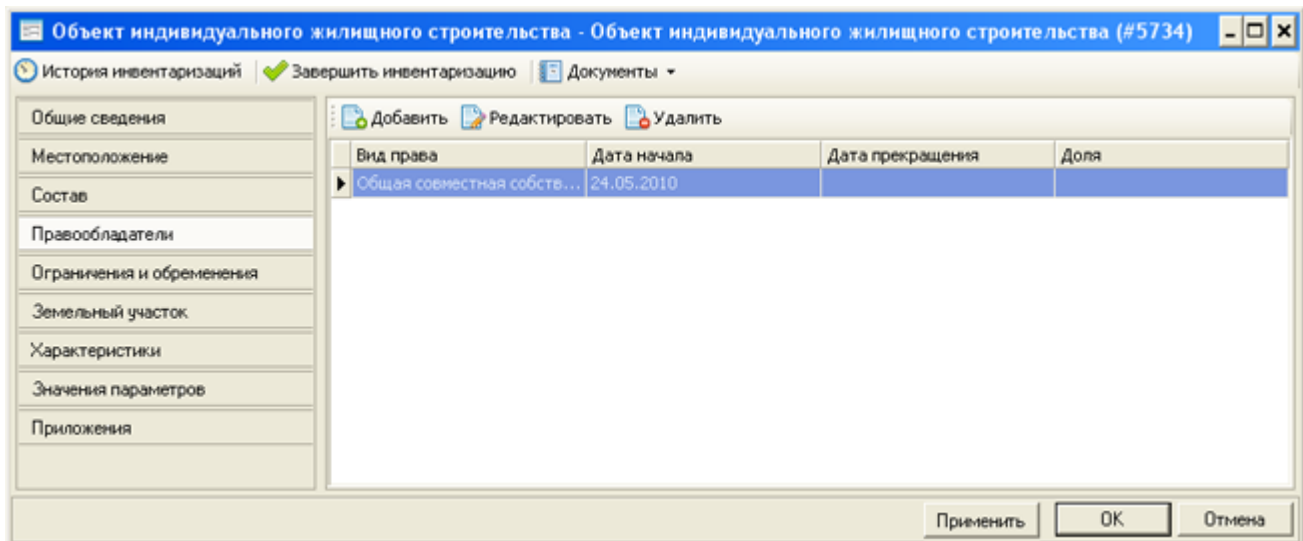 Объект индивидуального жилищного строительства - Объект индивидуального жилищного строительства (#5734)
История инвентаризаций Завершить инвентаризацию Документы
Общие сведения
Местоположение
Состав
Правообладатели
Ограничения и обременения
Земельный участок
Характеристики
Значения параметров
Приложения
Добавить Редактировать Удалить
Вид права Дата начала Дата прекращения Доля
Общая совместная собств... 24.05.2010
Применить OK Отмена